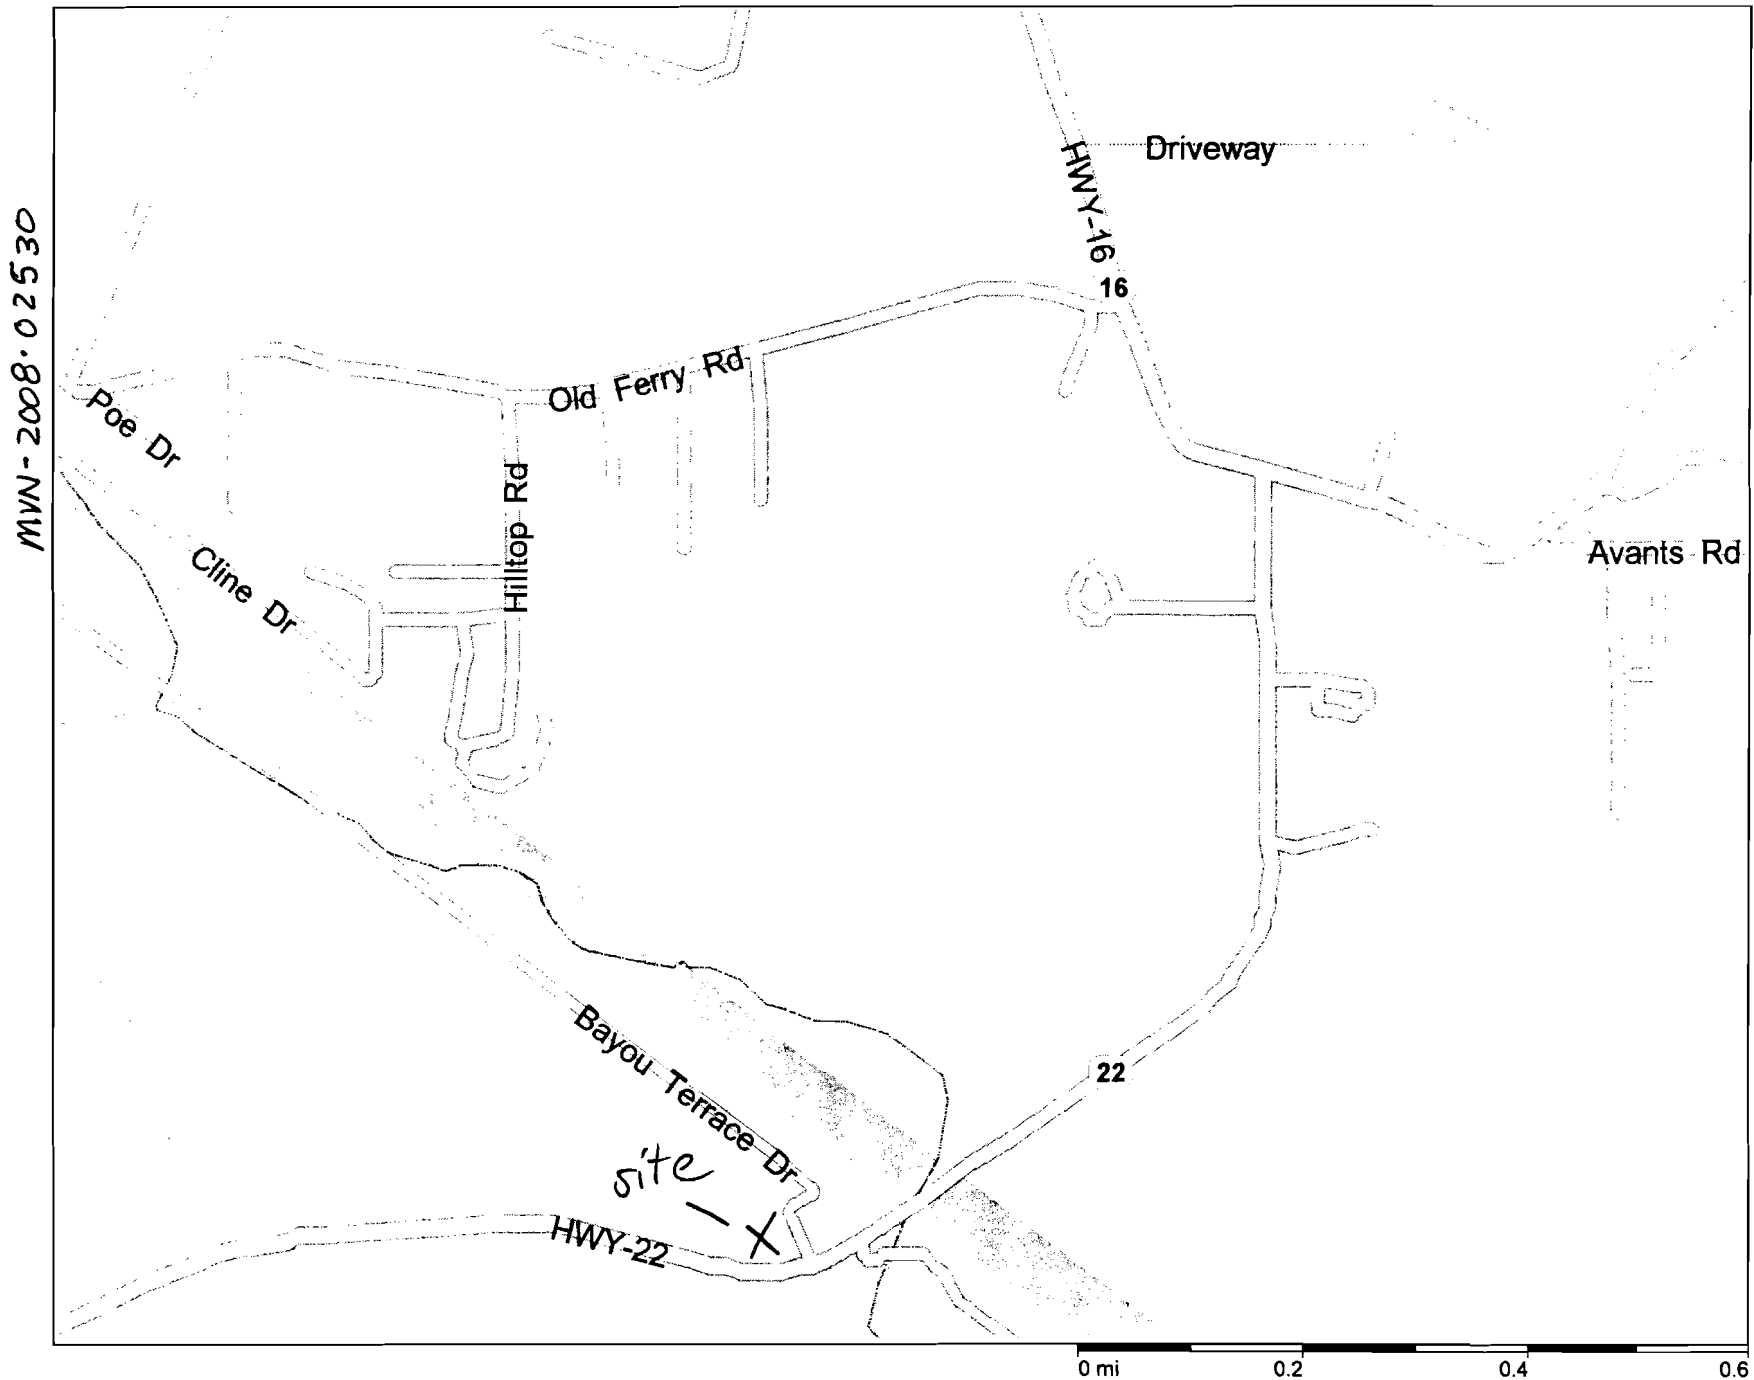 MVN-2008-02530
Driveway
HWY-16
16
Old Ferry Rd
Poe Dr
Hilltop Rd
Cline Dr
Avants Rd
Bayou Terrace Dr
22
site
X
HWY-22
0 mi 0.2 0.4 0.6